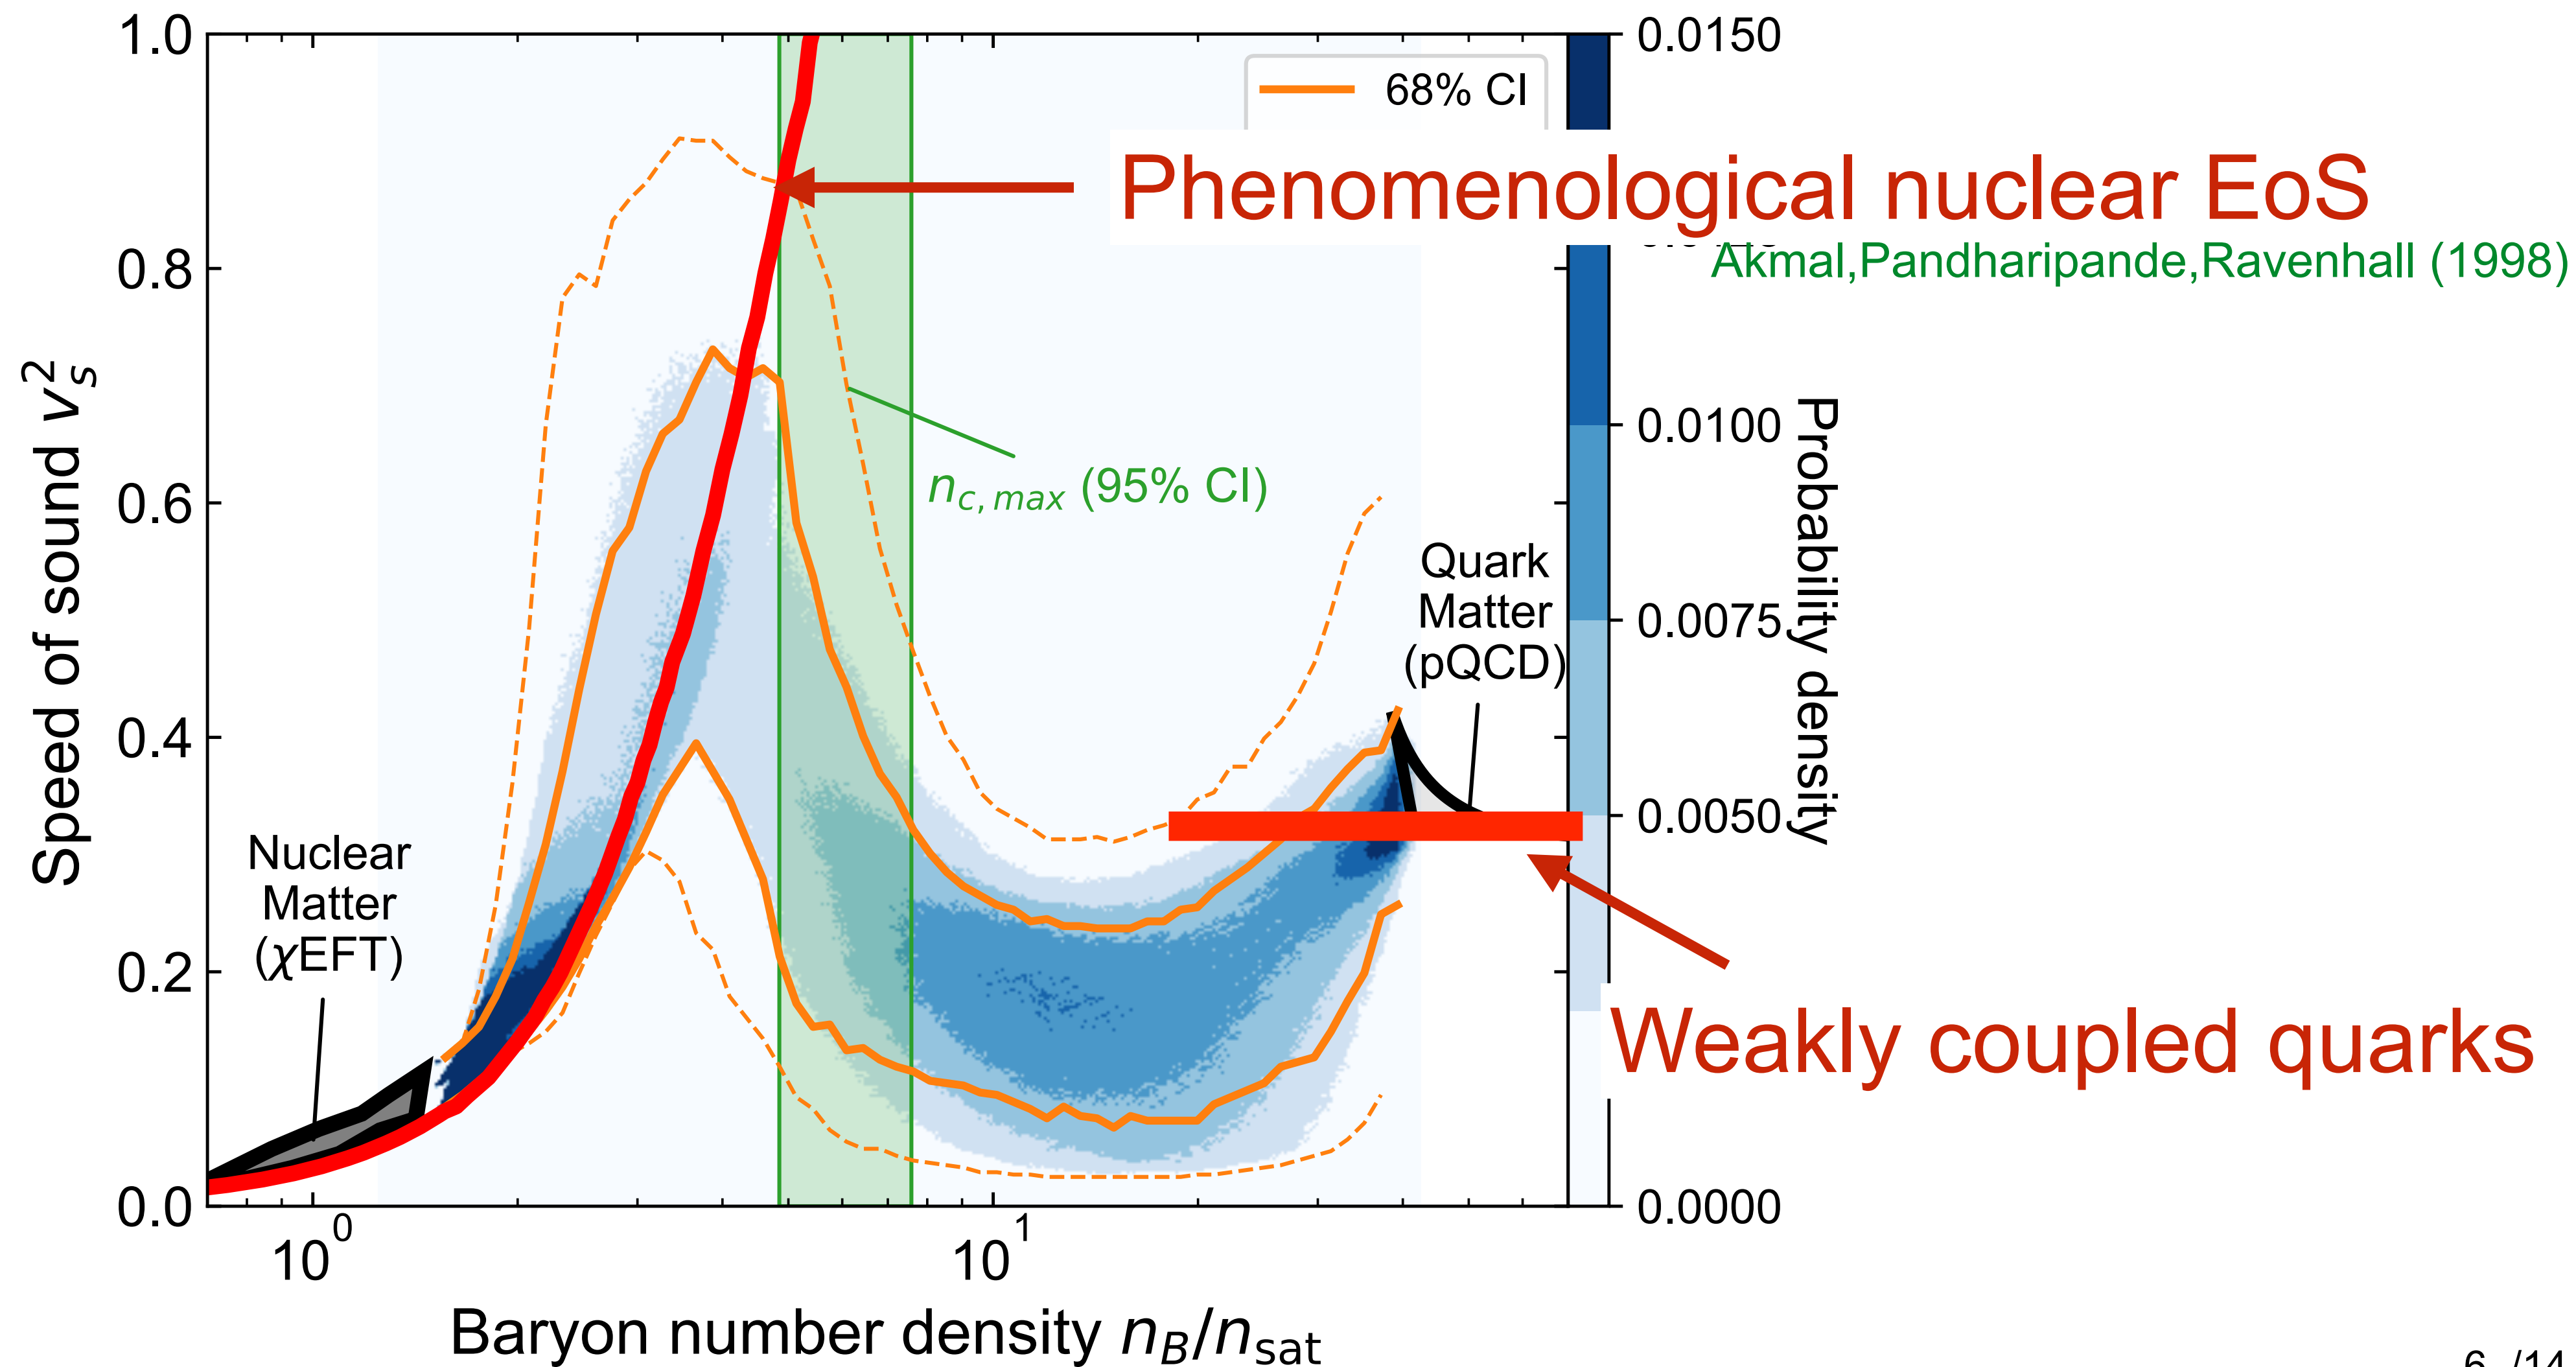 1.0
0.8
0.6
0.4
0.2
0.0
Speed of sound v_s^2
68% CI
Phenomenological nuclear EoS
Akmal,Pandharipande,Ravenhall (1998)
n_{c, max} (95% CI)
Quark
Matter
(pQCD)
Nuclear
Matter
(χEFT)
Weakly coupled quarks
0.0150
0.0100
0.0075
0.0050
0.0000
Probability density
10^0
10^1
Baryon number density n_B/n_sat
6 /14